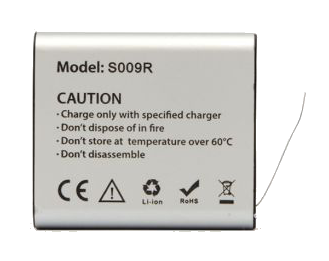 Model: S009R
CAUTION
· Charge only with specified charger
· Don't dispose of in fire
· Don't store at temperature over 60°C
· Don't disassemble
CE Li-ion RoHS